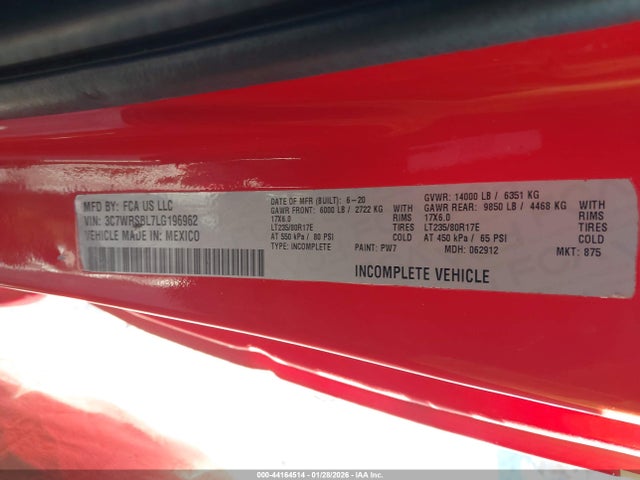 MFD BY: FCA US LLC
VIN: 3C7WRSBL7LG196962
VEHICLE MADE IN: MEXICO
DATE OF MFR (BUILT): 6-20
GAWR FRONT: 6000 LB / 2722 KG WITH
17X6.0 RIMS
LT235/80R17E TIRES
AT 550 kPa / 80 PSI COLD
TYPE: INCOMPLETE PAINT: PW7
GVWR: 14000 LB / 6351 KG
GAWR REAR: 9850 LB / 4468 KG WITH
17X6.0 RIMS
LT235/80R17E TIRES
AT 450 kPa / 65 PSI COLD
MDH: 062912 MKT: 875
INCOMPLETE VEHICLE
000-44164514 | 01/28/2026 - IAA4C